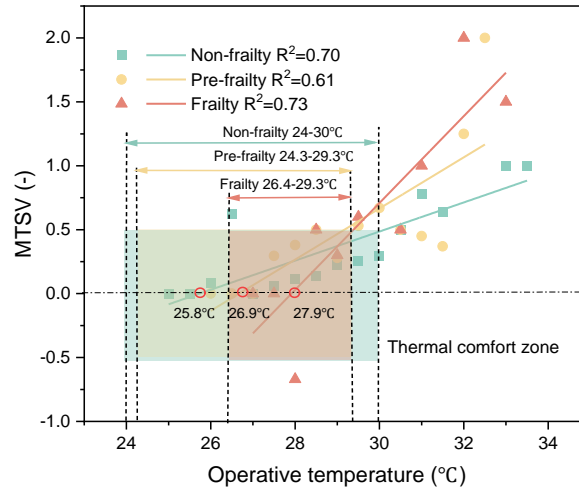 2.0
1.5
1.0
0.5
0.0
-0.5
-1.0
MTSV (-)
Non-frailty R²=0.70
Pre-frailty R²=0.61
Frailty R²=0.73
Non-frailty 24-30℃
Pre-frailty 24.3-29.3℃
Frailty 26.4-29.3℃
25.8℃ 26.9℃ 27.9℃
Thermal comfort zone
24 26 28 30 32 34
Operative temperature (℃)